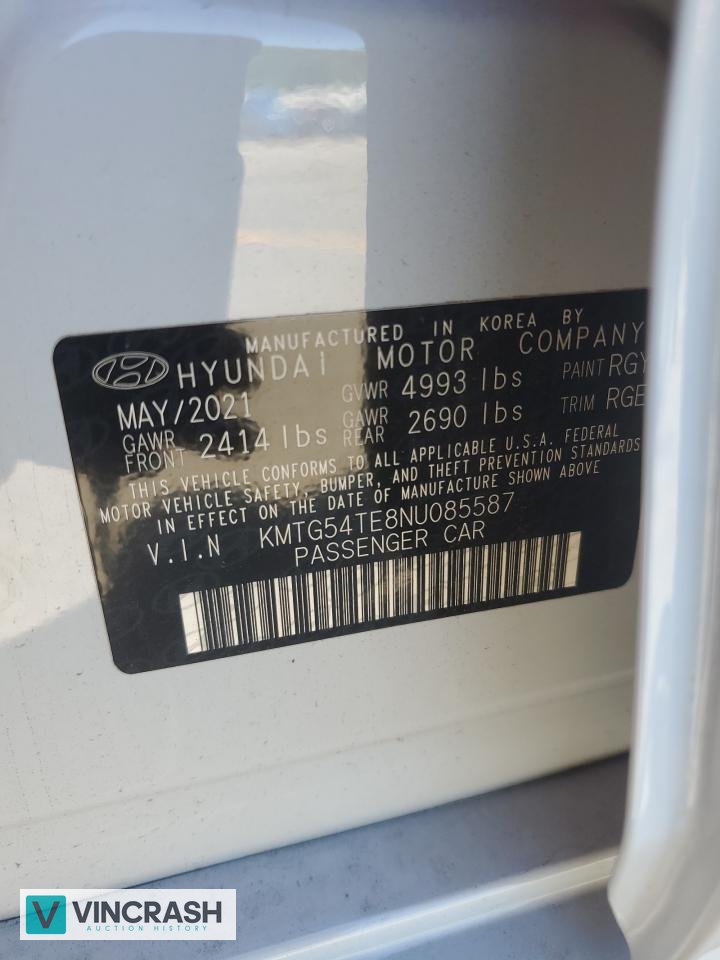 MANUFACTURED IN KOREA BY
HYUNDAI MOTOR COMPANY
MAY/2021 GVWR 4993 lbs PAINT RGY
GAWR FRONT 2414 lbs GAWR REAR 2690 lbs TRIM RGE
THIS VEHICLE CONFORMS TO ALL APPLICABLE U.S.A. FEDERAL
MOTOR VEHICLE SAFETY, BUMPER, AND THEFT PREVENTION STANDARDS
IN EFFECT ON THE DATE OF MANUFACTURE SHOWN ABOVE
V.I.N KMTG54TE8NU085587
PASSENGER CAR
VINCRASH
AUCTION HISTORY